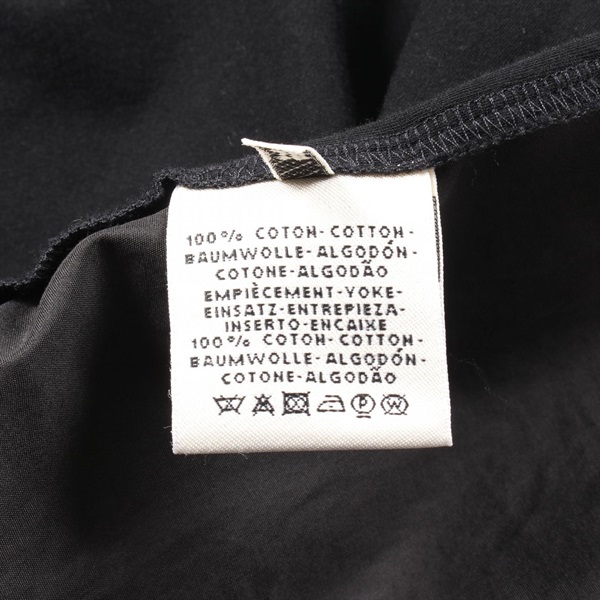 100% COTON-COTTON-
BAUMWOLLE-ALGODÓN-
COTONE-ALGODÃO
EMPIÈCEMENT-YOKE-
EINSATZ-ENTREPIEZA-
INSERTO-ENCAIXE
100% COTON-COTTON-
BAUMWOLLE-ALGODÓN-
COTONE-ALGODÃO
P W